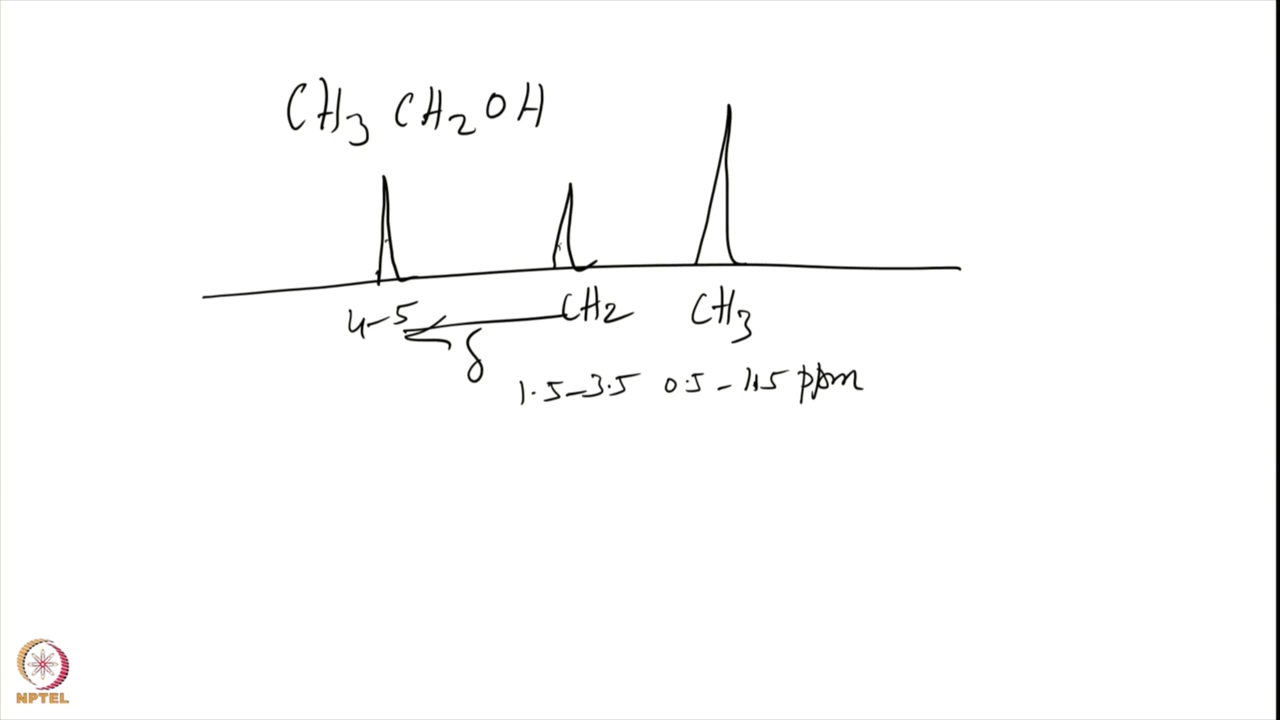 CH3 CH2OH
4-5 CH2 CH3
δ
1.5-3.5 0.5-1.5 ppm
NPTEL